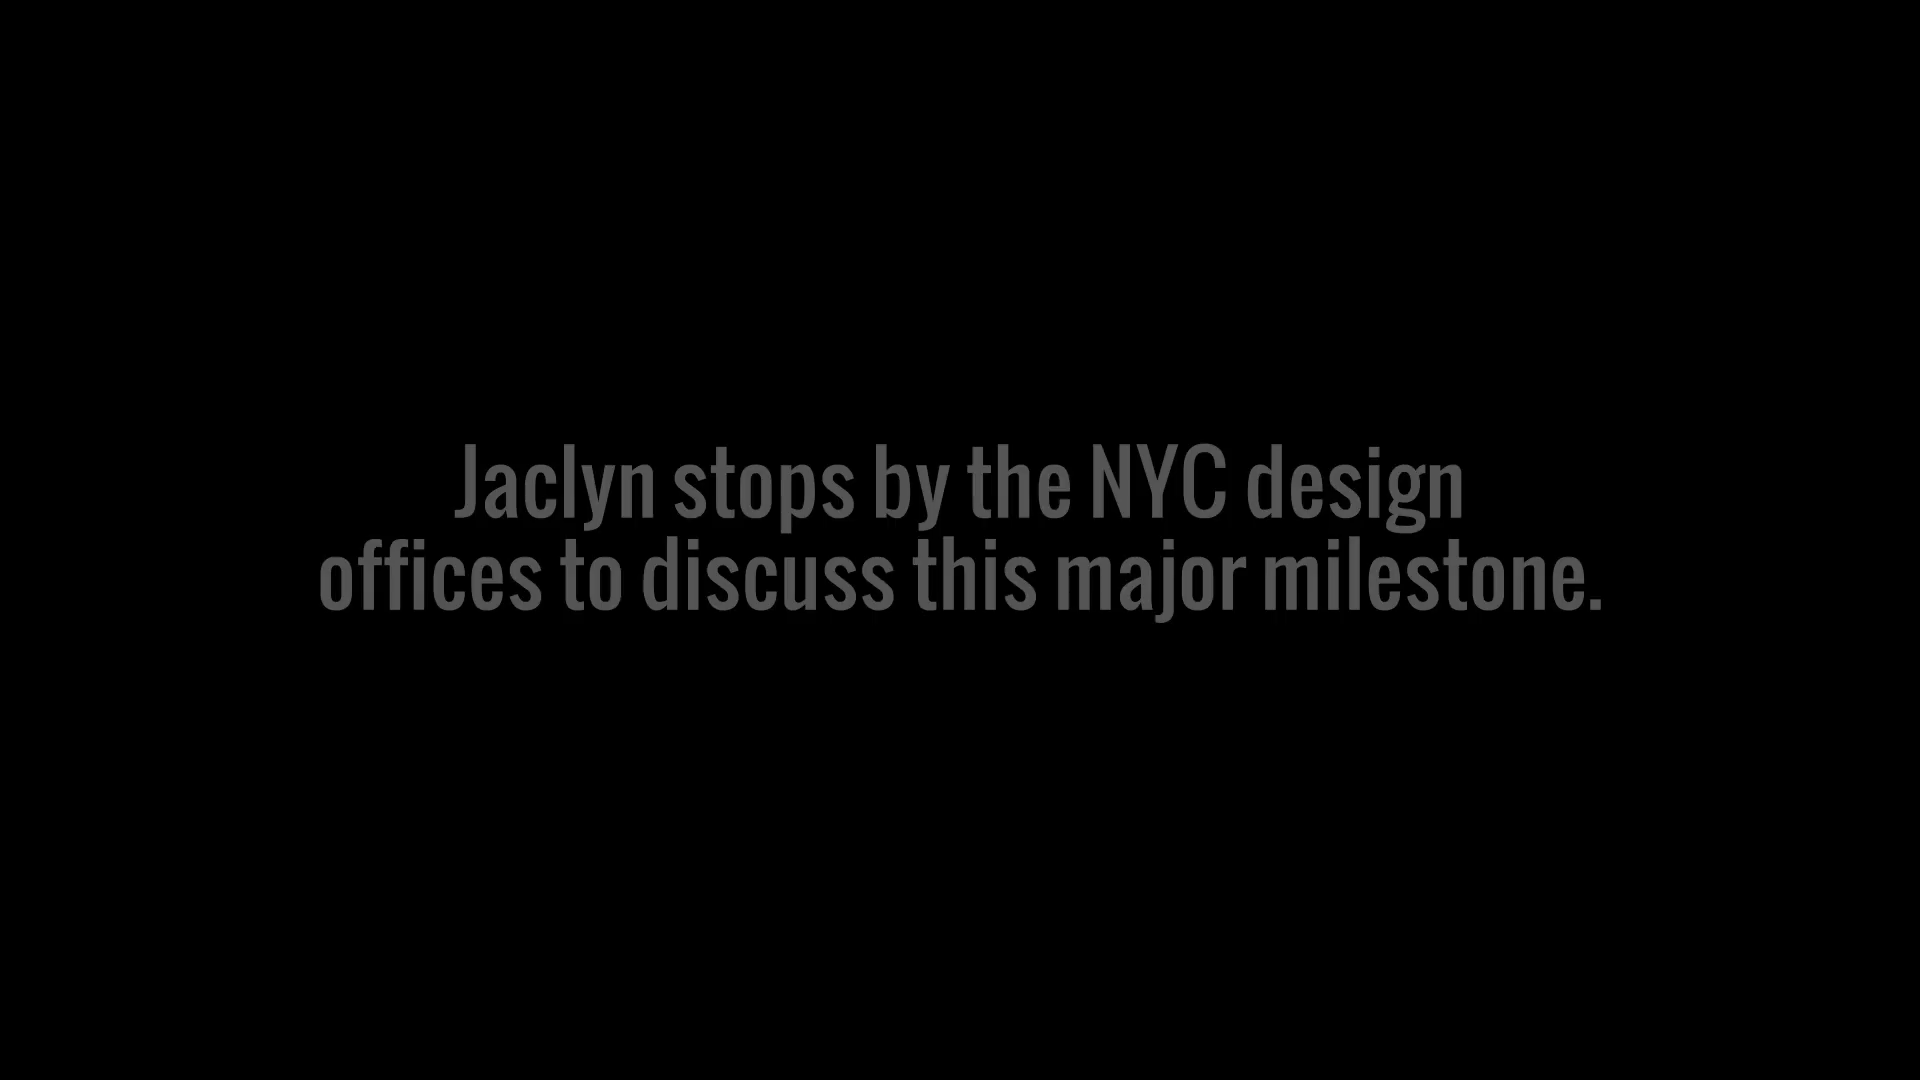 Jaclyn stops by the NYC design
offices to discuss this major milestone.